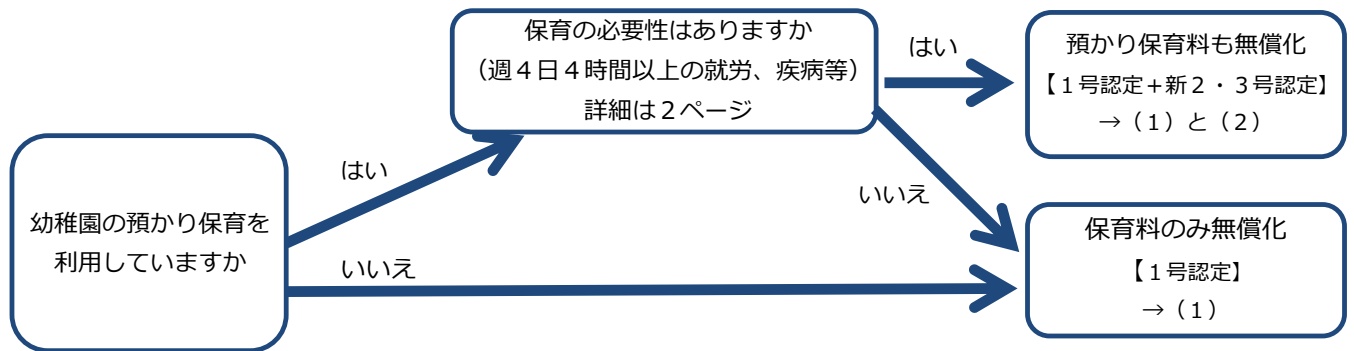 幼稚園の預かり保育を
利用していますか
はい
いいえ
保育の必要性はありますか
（週４日４時間以上の就労、疾病等）
詳細は２ページ
はい
いいえ
預かり保育料も無償化
【１号認定＋新２・３号認定】
→（１）と（２）
保育料のみ無償化
【１号認定】
→（１）